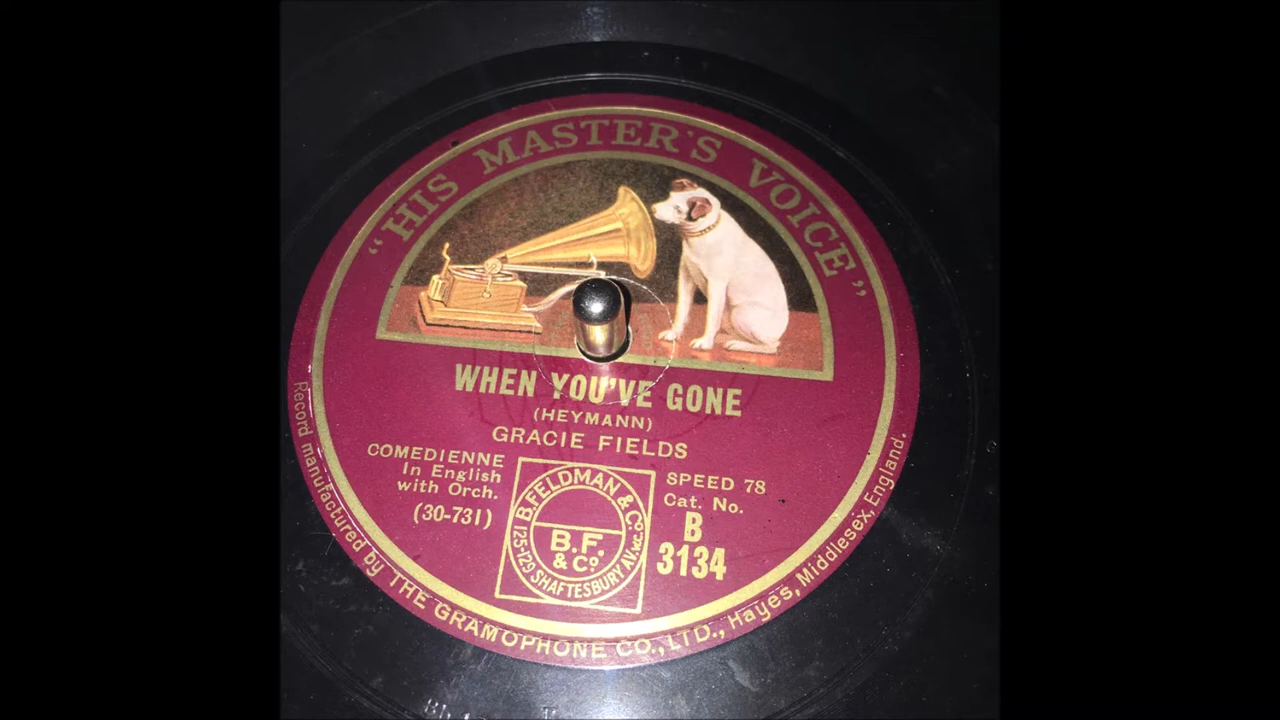 "HIS MASTER'S VOICE"
WHEN YOU'VE GONE
(HEYMANN)
GRACIE FIELDS
COMEDIENNE
In English
with Orch.
(30-731)
B. FELDMAN & Co.
125-129 SHAFTESBURY AV. W.C.
B.F.
& Co
SPEED 78
Cat. No.
B
3134
Record manufactured by THE GRAMOPHONE CO., LTD., Hayes, Middlesex, England.